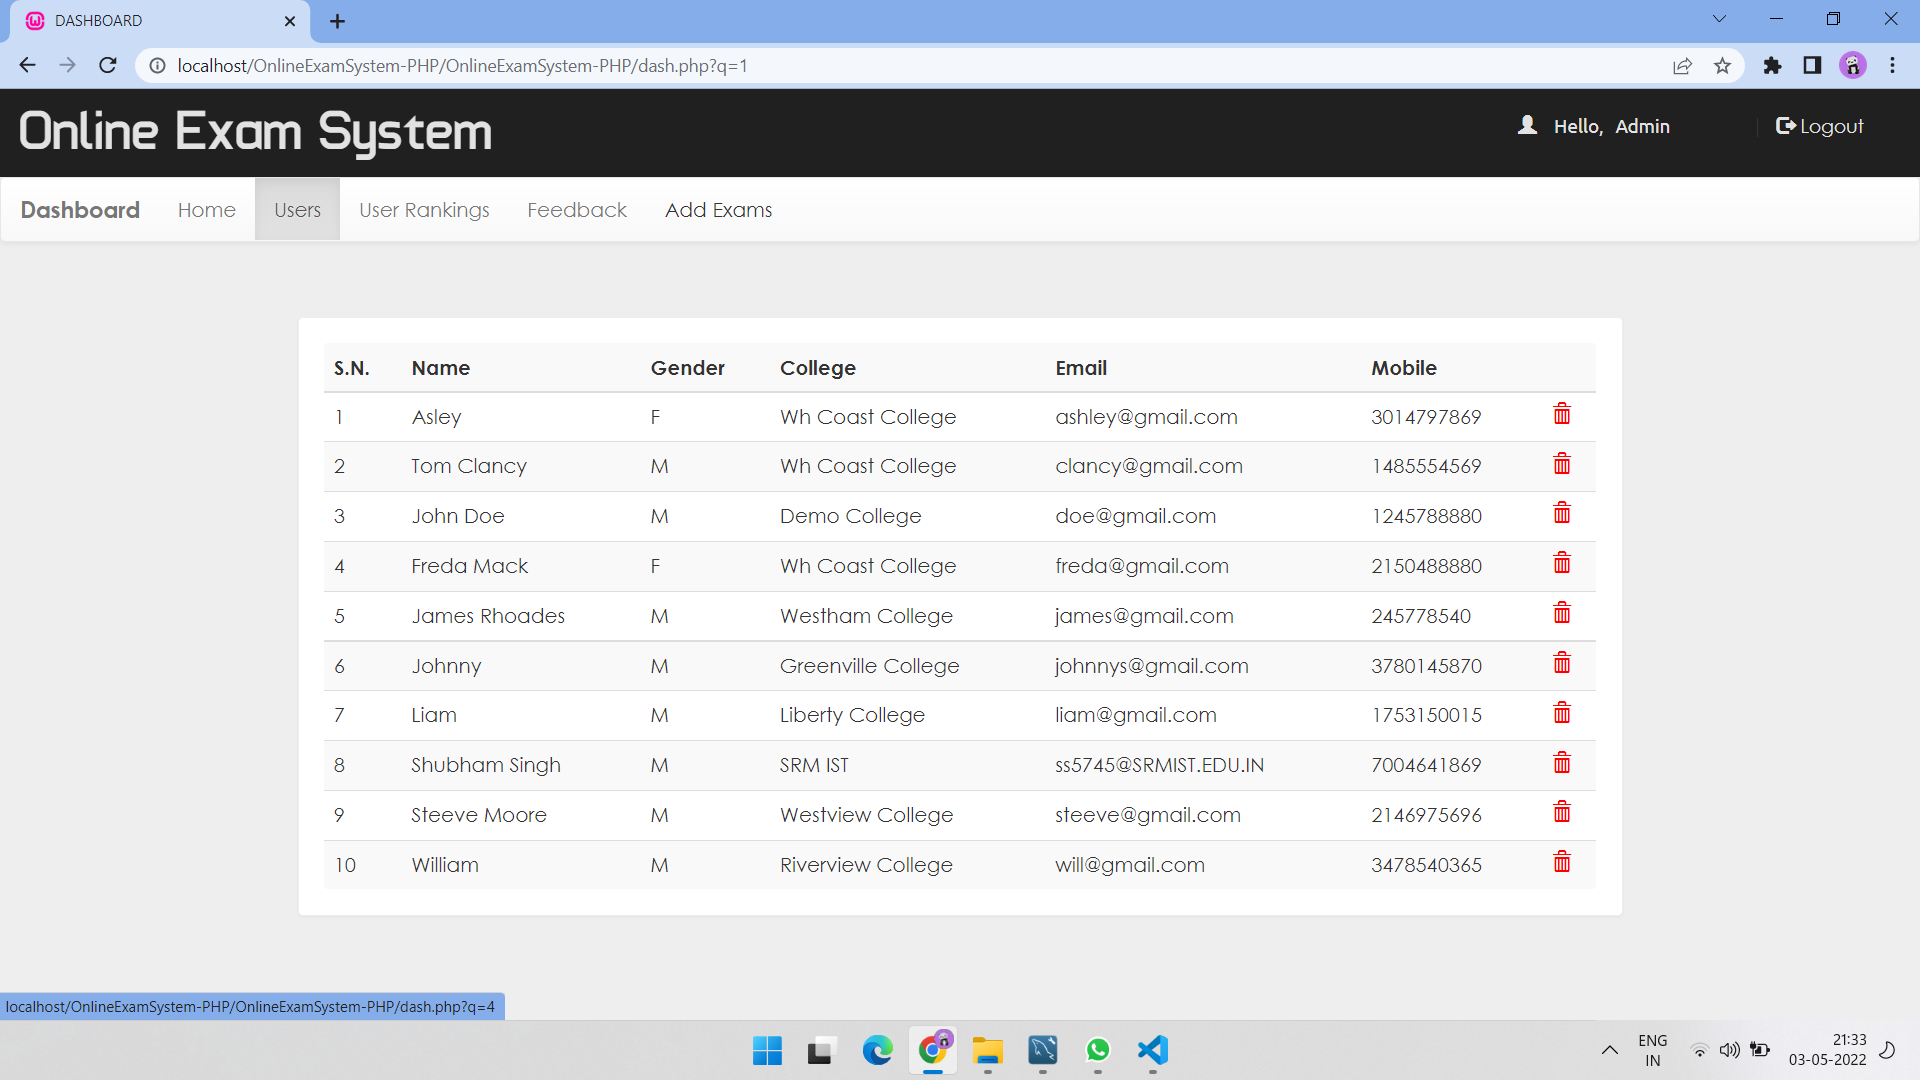 DASHBOARD
localhost/OnlineExamSystem-PHP/OnlineExamSystem-PHP/dash.php?q=1
Online Exam System
Hello, Admin Logout
Dashboard Home Users User Rankings Feedback Add Exams
S.N. Name Gender College Email Mobile
1 Asley F Wh Coast College ashley@gmail.com 3014797869
2 Tom Clancy M Wh Coast College clancy@gmail.com 1485554569
3 John Doe M Demo College doe@gmail.com 1245788880
4 Freda Mack F Wh Coast College freda@gmail.com 2150488880
5 James Rhoades M Westham College james@gmail.com 245778540
6 Johnny M Greenville College johnnys@gmail.com 3780145870
7 Liam M Liberty College liam@gmail.com 1753150015
8 Shubham Singh M SRM IST ss5745@SRMIST.EDU.IN 7004641869
9 Steeve Moore M Westview College steeve@gmail.com 2146975696
10 William M Riverview College will@gmail.com 3478540365
localhost/OnlineExamSystem-PHP/OnlineExamSystem-PHP/dash.php?q=4
ENG 21:33
IN 03-05-2022